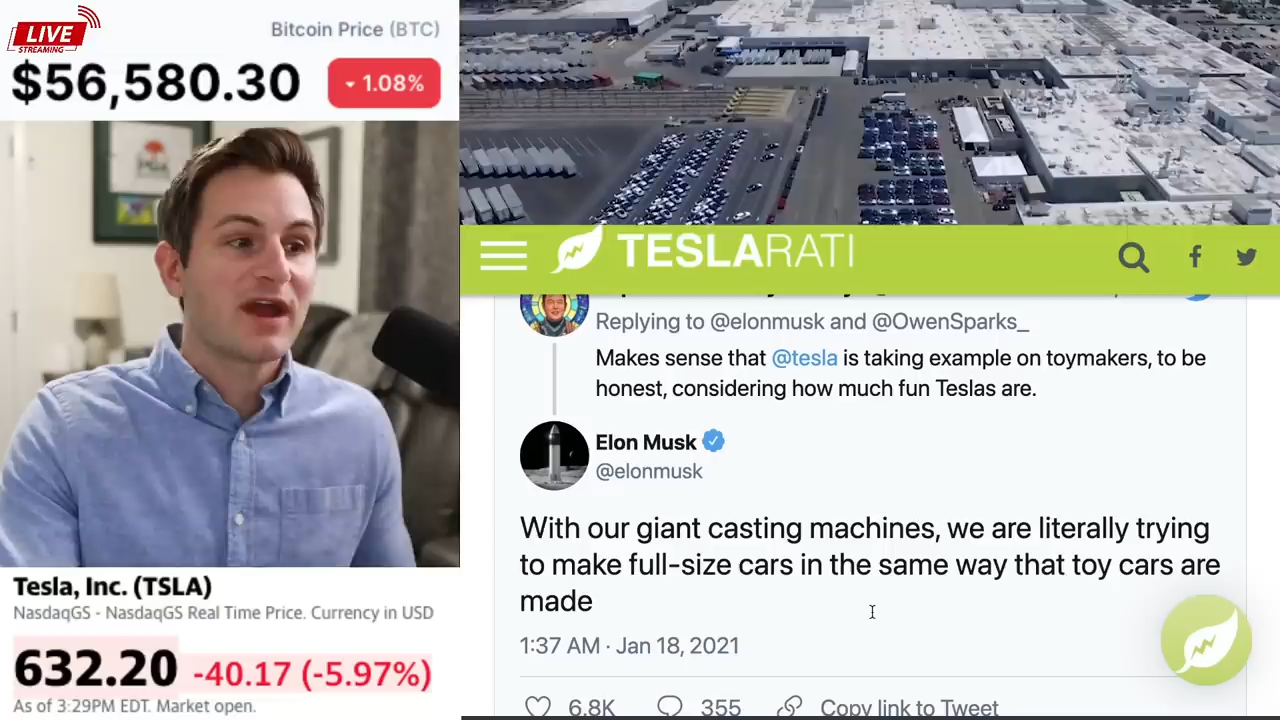 LIVE
STREAMING
Bitcoin Price (BTC)
$56,580.30
1.08%
Tesla, Inc. (TSLA)
NasdaqGS - NasdaqGS Real Time Price. Currency in USD
632.20 -40.17 (-5.97%)
As of 3:29PM EDT. Market open.
TESLARATI
Replying to @elonmusk and @OwenSparks_
Makes sense that @tesla is taking example on toymakers, to be
honest, considering how much fun Teslas are.
Elon Musk
@elonmusk
With our giant casting machines, we are literally trying
to make full-size cars in the same way that toy cars are
made
1:37 AM · Jan 18, 2021
6.8K 355 Copy link to Tweet